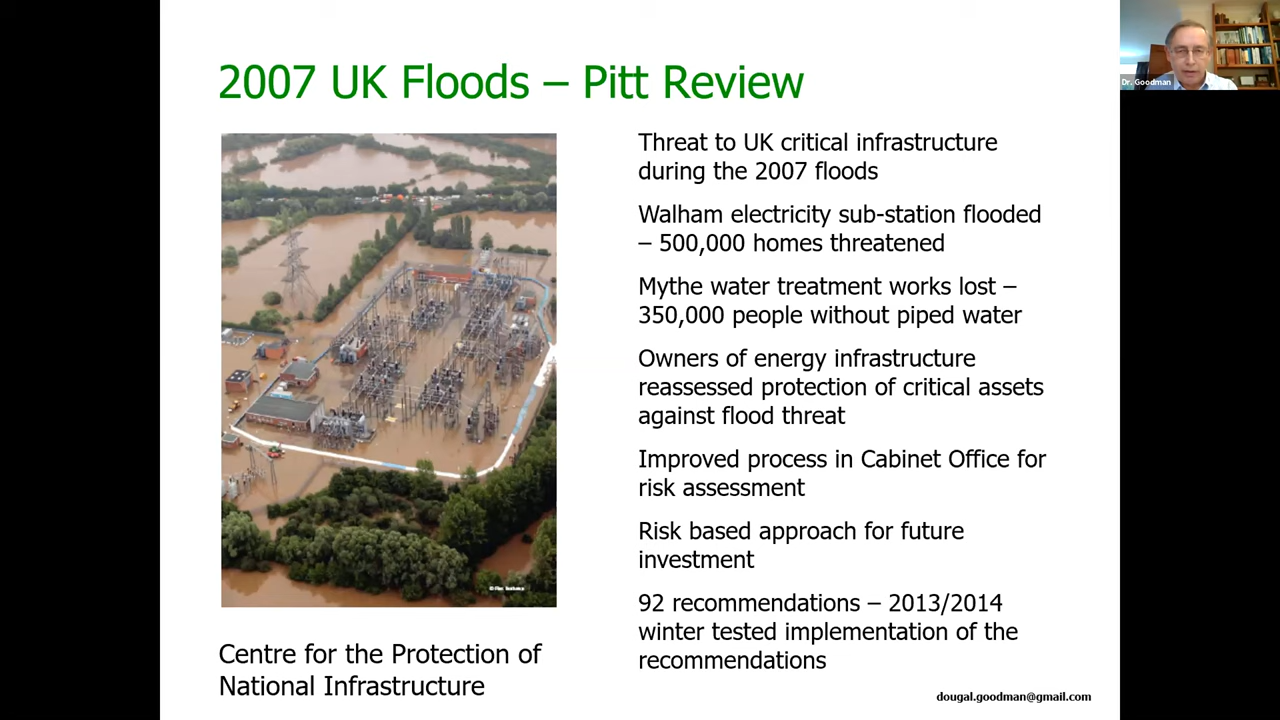 2007 UK Floods – Pitt Review
Dr. Goodman
Threat to UK critical infrastructure
during the 2007 floods
Walham electricity sub-station flooded
– 500,000 homes threatened
Mythe water treatment works lost –
350,000 people without piped water
Owners of energy infrastructure
reassessed protection of critical assets
against flood threat
Improved process in Cabinet Office for
risk assessment
Risk based approach for future
investment
92 recommendations – 2013/2014
winter tested implementation of the
recommendations
Centre for the Protection of
National Infrastructure
dougal.goodman@gmail.com